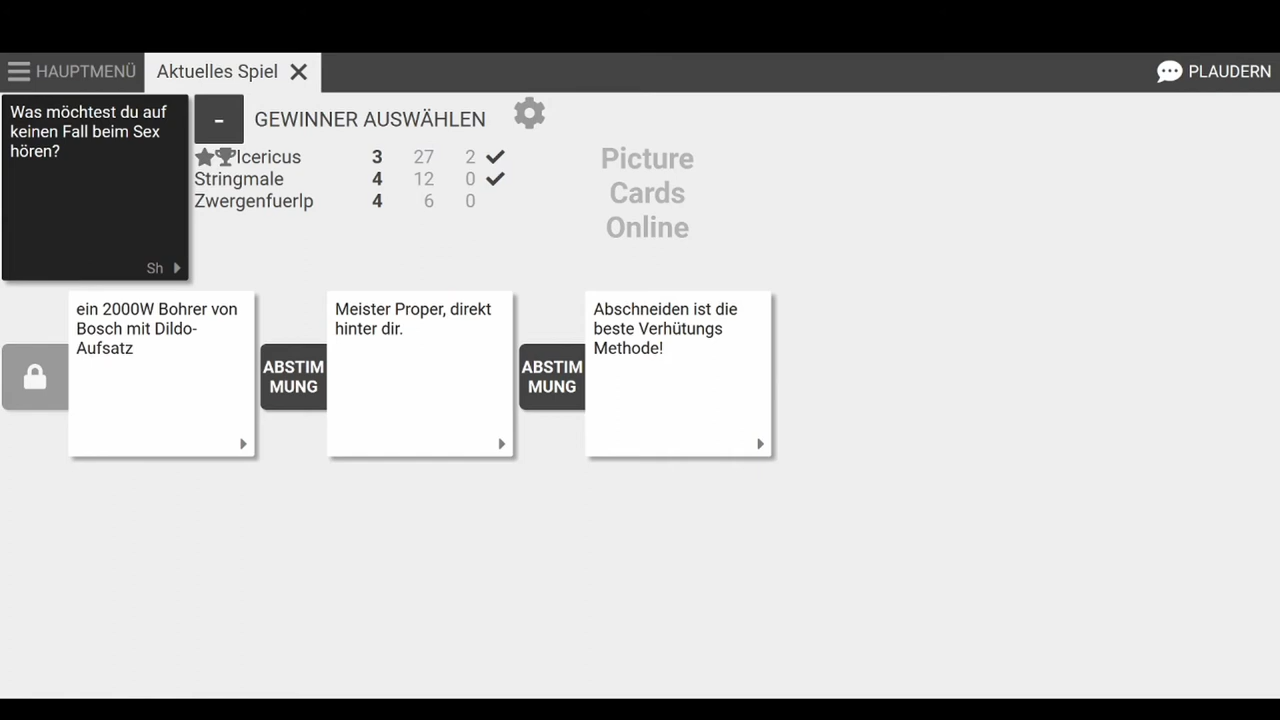 HAUPTMENÜ
Aktuelles Spiel
PLAUDERN
Was möchtest du auf
keinen Fall beim Sex
hören?
Sh
-
GEWINNER AUSWÄHLEN
Icericus 3 27 2
Stringmale 4 12 0
Zwergenfuerlp 4 6 0
Picture
Cards
Online
ein 2000W Bohrer von
Bosch mit Dildo-
Aufsatz
ABSTIM
MUNG
Meister Proper, direkt
hinter dir.
ABSTIM
MUNG
Abschneiden ist die
beste Verhütungs
Methode!